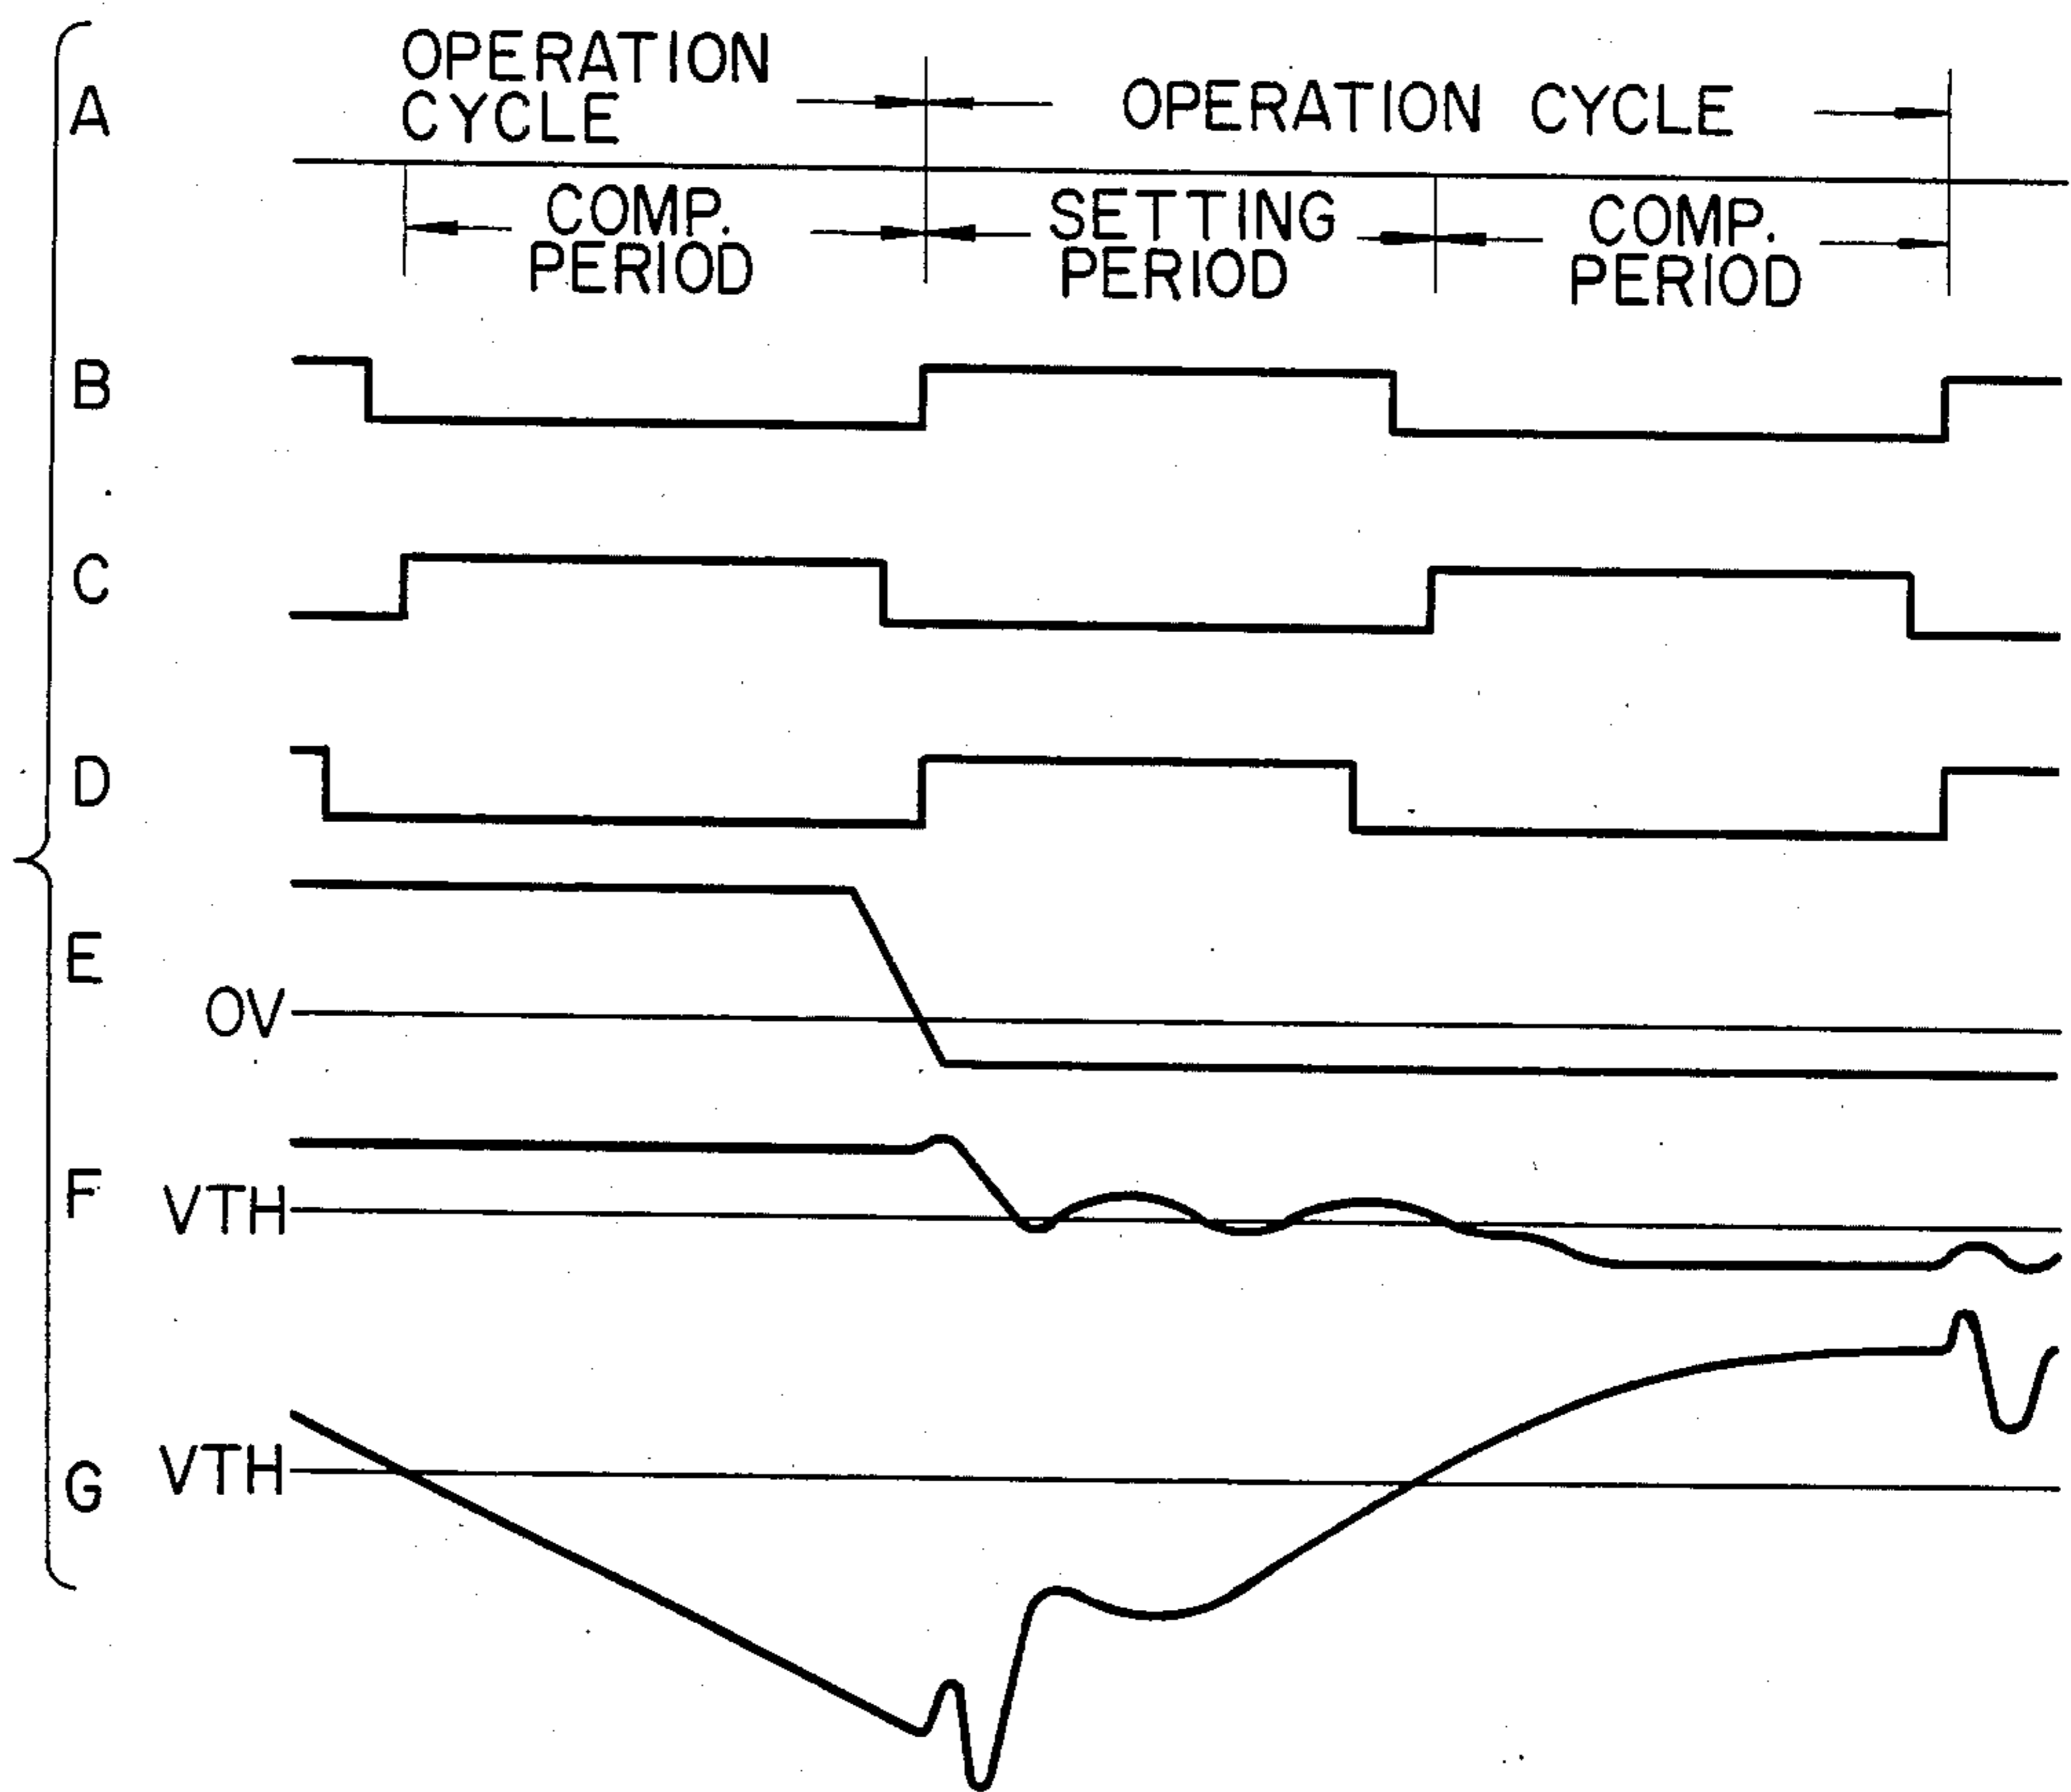 A
OPERATION
CYCLE
OPERATION CYCLE
COMP.
PERIOD
SETTING
PERIOD
COMP.
PERIOD
B
C
D
E
OV
F
VTH
G
VTH